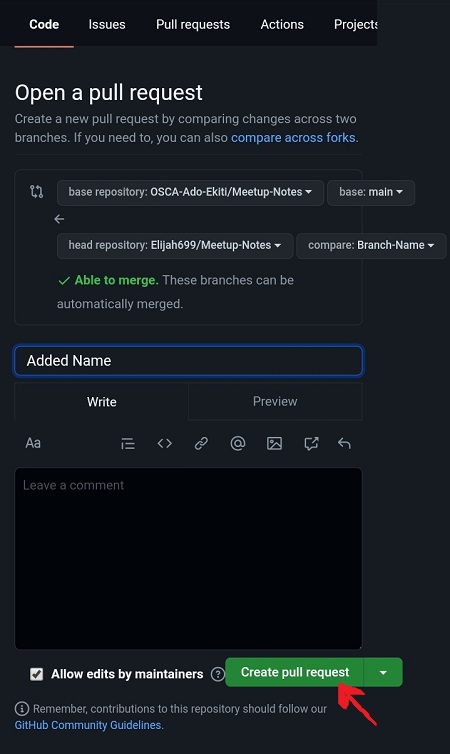 Code Issues Pull requests Actions Projects
Open a pull request
Create a new pull request by comparing changes across two
branches. If you need to, you can also compare across forks.
base repository: OSCA-Ado-Ekiti/Meetup-Notes base: main
head repository: Elijah699/Meetup-Notes compare: Branch-Name
Able to merge. These branches can be
automatically merged.
Added Name
Write Preview
Aa
Leave a comment
Allow edits by maintainers ? Create pull request
Remember, contributions to this repository should follow our
GitHub Community Guidelines.